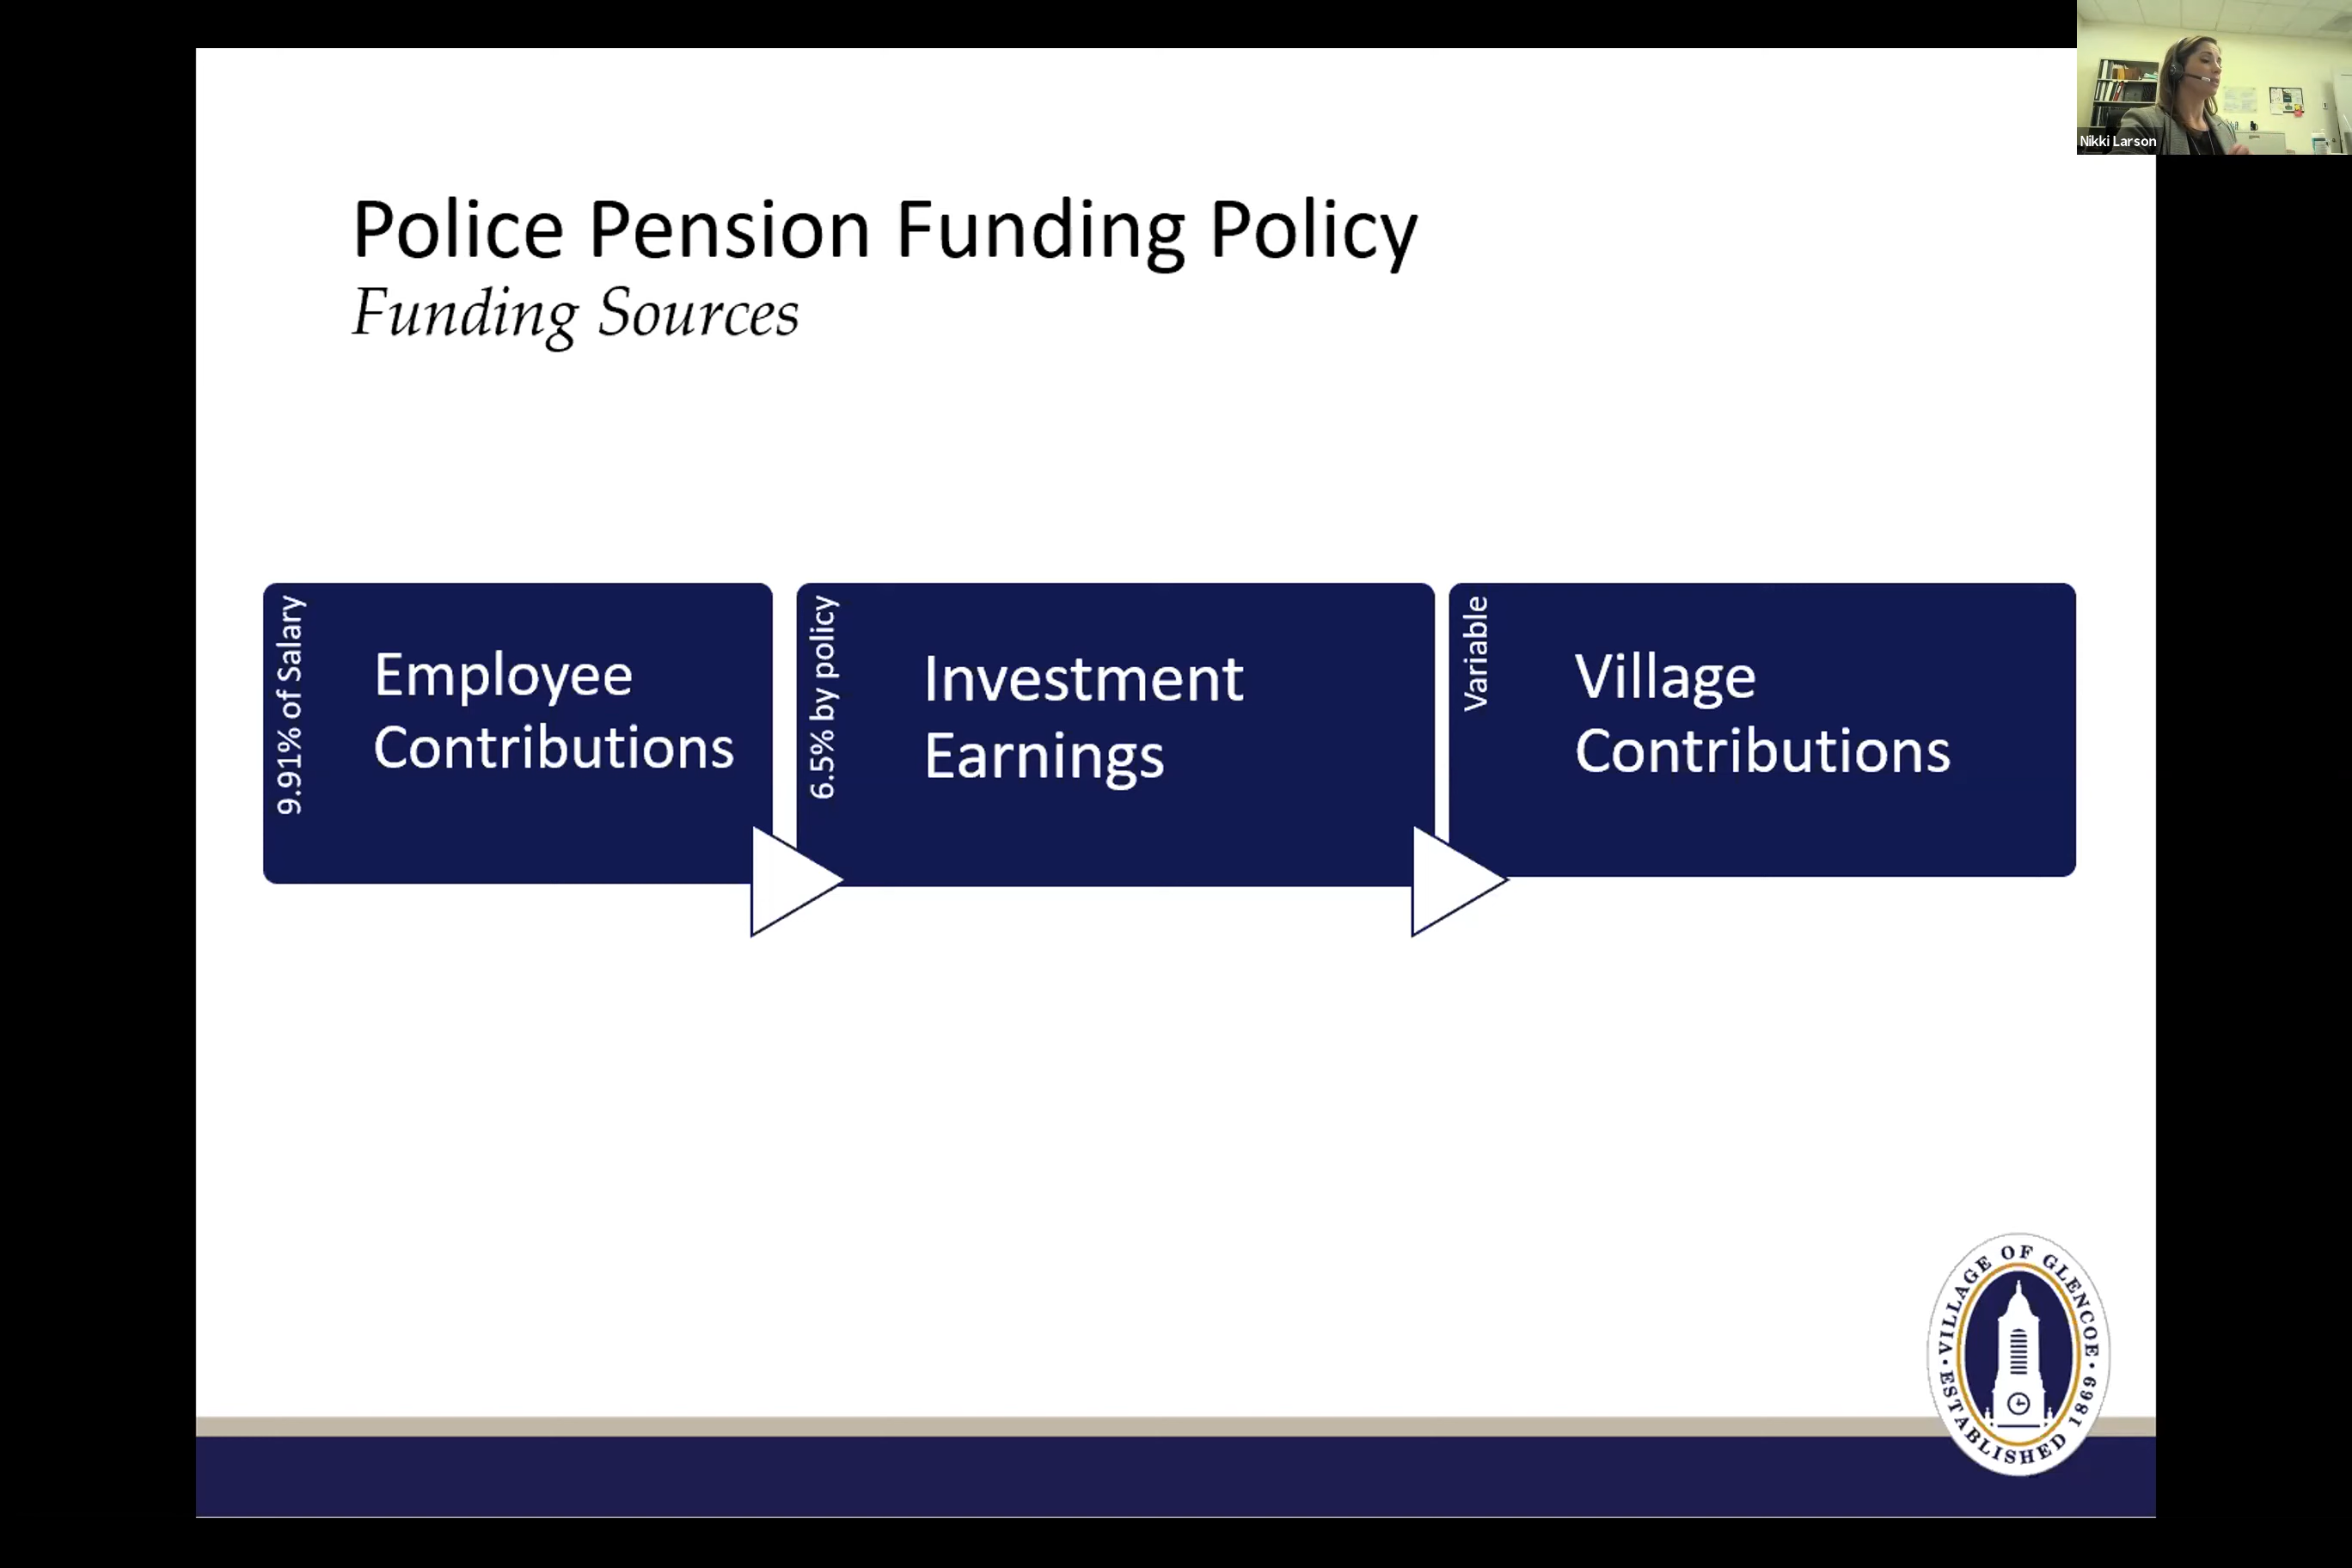 Nikki Larson
Police Pension Funding Policy
Funding Sources
9.91% of Salary
Employee
Contributions
6.5% by policy
Investment
Earnings
Variable
Village
Contributions
VILLAGE OF GLENCOE
ESTABLISHED 1869